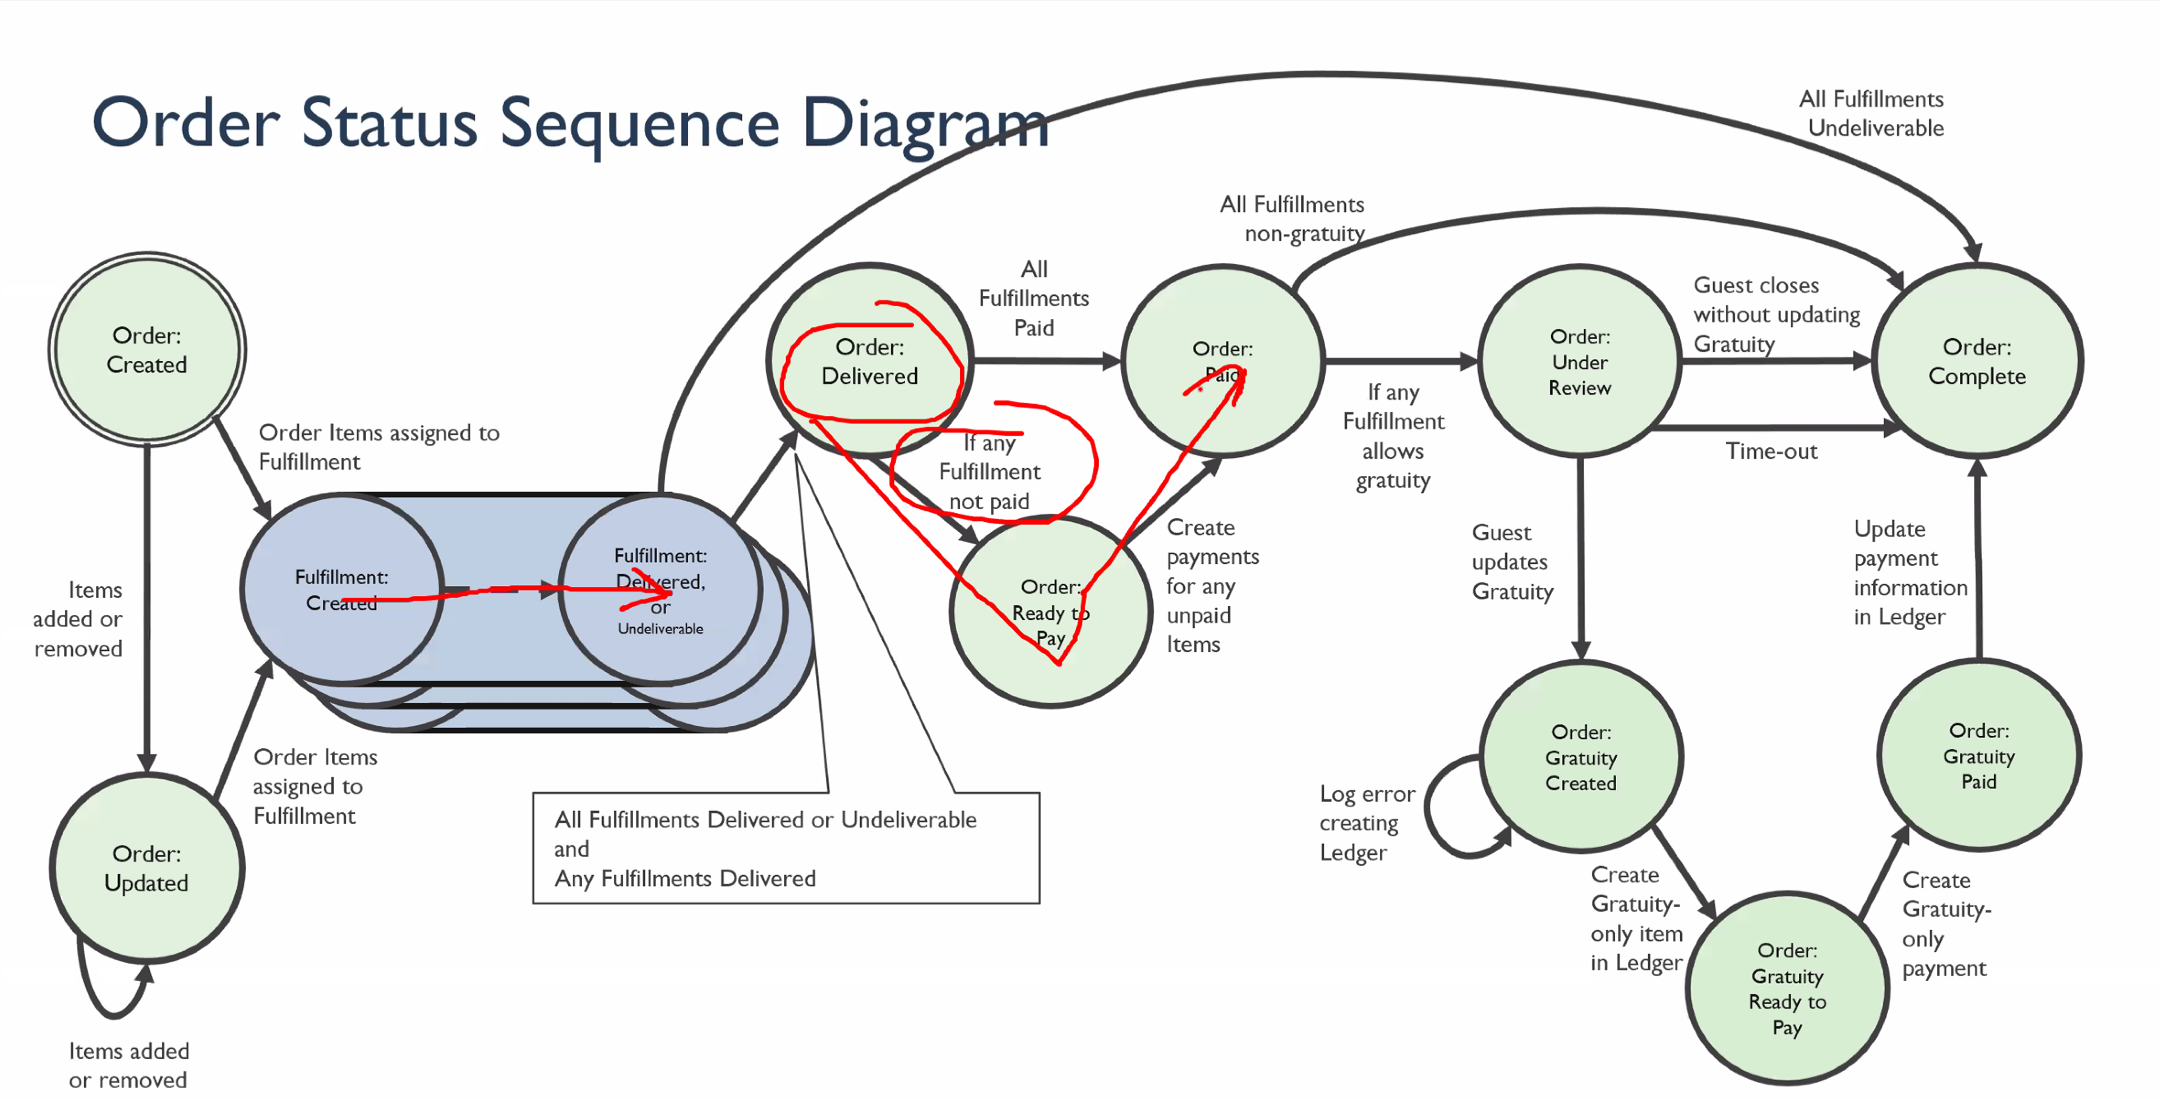 Order Status Sequence Diagram
All Fulfillments
Undeliverable
All Fulfillments
non-gratuity
Order:
Created
All
Fulfillments
Paid
Order:
Delivered
Order:
Paid
Order:
Under
Review
Guest closes
without updating
Gratuity
Order:
Complete
Order Items assigned to
Fulfillment
If any
Fulfillment
not paid
If any
Fulfillment
allows
gratuity
Time-out
Items
added or
removed
Fulfillment:
Created
Fulfillment:
Delivered,
or
Undeliverable
Order:
Ready to
Pay
Create
payments
for any
unpaid
Items
Guest
updates
Gratuity
Update
payment
information
in Ledger
Order Items
assigned to
Fulfillment
Order:
Updated
Items added
or removed
All Fulfillments Delivered or Undeliverable
and
Any Fulfillments Delivered
Log error
creating
Ledger
Order:
Gratuity
Created
Order:
Gratuity
Paid
Create
Gratuity-
only item
in Ledger
Order:
Gratuity
Ready to
Pay
Create
Gratuity-
only
payment